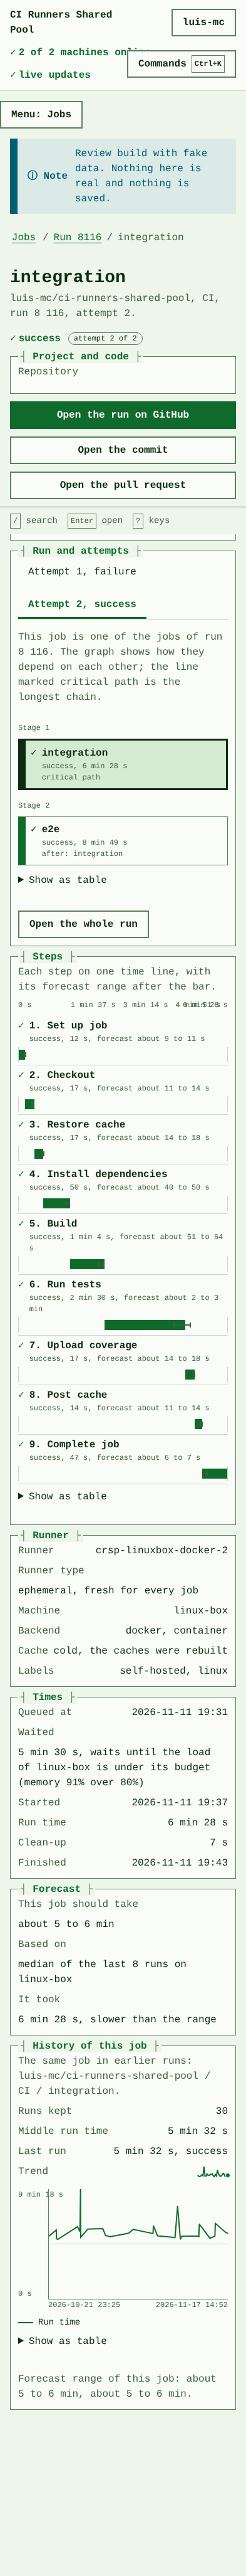 CI Runners Shared
Pool
luis-mc
✓ 2 of 2 machines online
Commands Ctrl+K
✓ live updates
Menu: Jobs
Note
Review build with fake
data. Nothing here is
real and nothing is
saved.
Jobs / Run 8116 / integration
integration
luis-mc/ci-runners-shared-pool, CI,
run 8 116, attempt 2.
✓ success attempt 2 of 2
Project and code
Repository
Open the run on GitHub
Open the commit
Open the pull request
/ search Enter open ? keys
Run and attempts
Attempt 1, failure
Attempt 2, success
This job is one of the jobs of run
8 116. The graph shows how they
depend on each other; the line
marked critical path is the
longest chain.
Stage 1
✓ integration
success, 6 min 28 s
critical path
Stage 2
✓ e2e
success, 8 min 49 s
after: integration
▶ Show as table
Open the whole run
Steps
Each step on one time line, with
its forecast range after the bar.
0 s 1 min 37 s 3 min 14 s 4 min 51 s 6 min 28 s
✓ 1. Set up job
success, 12 s, forecast about 9 to 11 s
✓ 2. Checkout
success, 17 s, forecast about 11 to 14 s
✓ 3. Restore cache
success, 17 s, forecast about 14 to 18 s
✓ 4. Install dependencies
success, 50 s, forecast about 40 to 50 s
✓ 5. Build
success, 1 min 4 s, forecast about 51 to 64
s
✓ 6. Run tests
success, 2 min 30 s, forecast about 2 to 3
min
✓ 7. Upload coverage
success, 17 s, forecast about 14 to 18 s
✓ 8. Post cache
success, 14 s, forecast about 11 to 14 s
✓ 9. Complete job
success, 47 s, forecast about 6 to 7 s
▶ Show as table
Runner
Runner crsp-linuxbox-docker-2
Runner type
ephemeral, fresh for every job
Machine linux-box
Backend docker, container
Cache cold, the caches were rebuilt
Labels self-hosted, linux
Times
Queued at 2026-11-11 19:31
Waited
5 min 30 s, waits until the load
of linux-box is under its budget
(memory 91% over 80%)
Started 2026-11-11 19:37
Run time 6 min 28 s
Clean-up 7 s
Finished 2026-11-11 19:43
Forecast
This job should take
about 5 to 6 min
Based on
median of the last 8 runs on
linux-box
It took
6 min 28 s, slower than the range
History of this job
The same job in earlier runs:
luis-mc/ci-runners-shared-pool /
CI / integration.
Runs kept 30
Middle run time 5 min 32 s
Last run 5 min 32 s, success
Trend
9 min 18 s
0 s
2026-10-21 23:25 2026-11-17 14:52
Run time
▶ Show as table
Forecast range of this job: about
5 to 6 min, about 5 to 6 min.